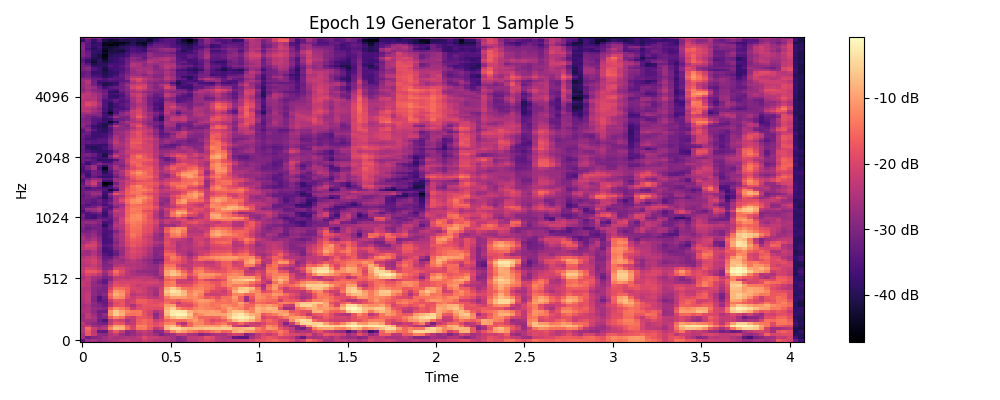 Epoch 19 Generator 1 Sample 5
Hz
4096
2048
1024
512
0
0 0.5 1 1.5 2 2.5 3 3.5 4
Time
-10 dB
-20 dB
-30 dB
-40 dB